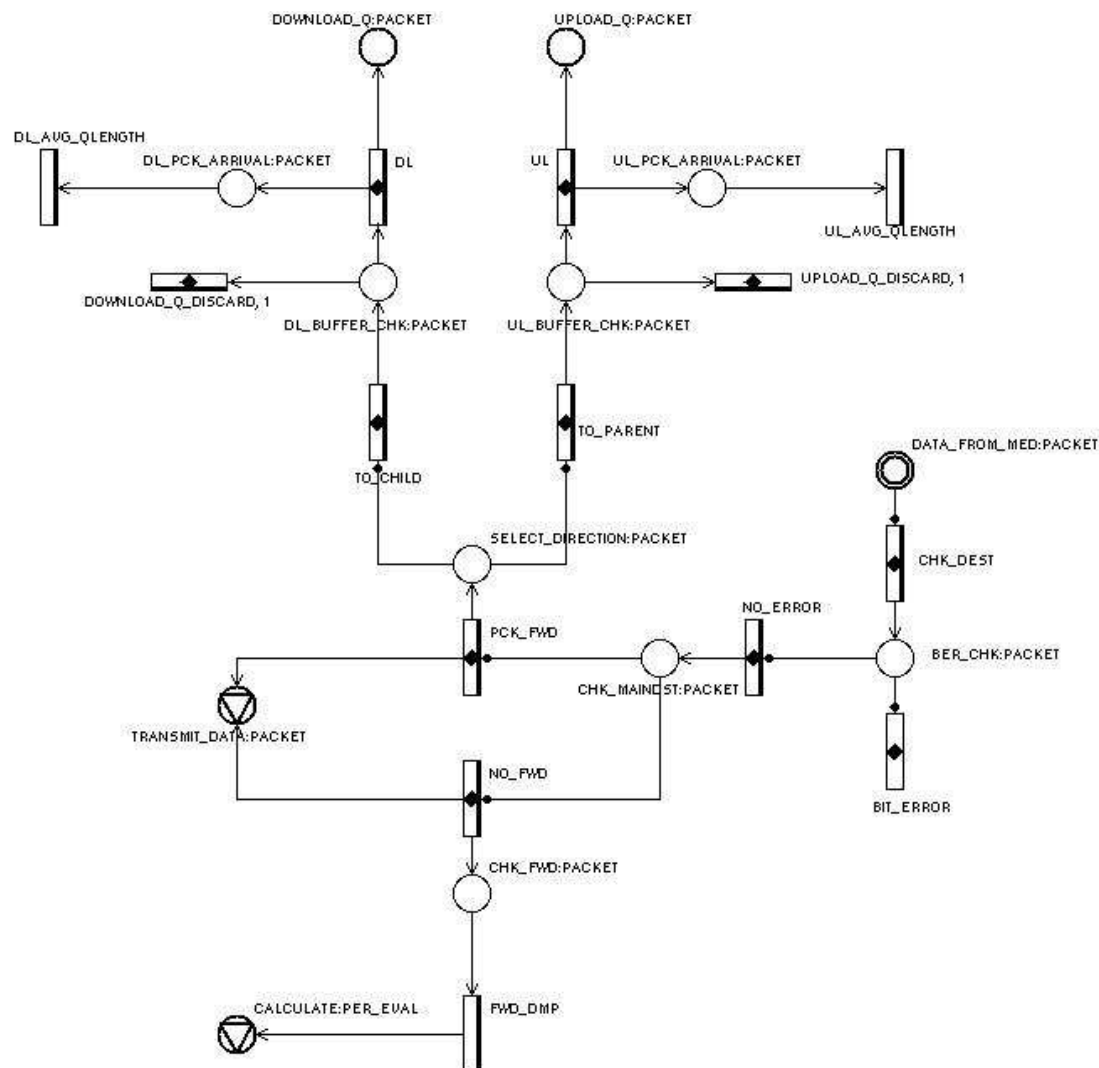 DOWNLOAD_Q:PACKET
UPLOAD_Q:PACKET
DL_AVG_QLENGTH
DL_PCK_ARRIVAL:PACKET
DL
UL
UL_PCK_ARRIVAL:PACKET
UL_AVG_QLENGTH
DOWNLOAD_Q_DISCARD, 1
UPLOAD_Q_DISCARD, 1
DL_BUFFER_CHK:PACKET
UL_BUFFER_CHK:PACKET
TO_PARENT
DATA_FROM_MED:PACKET
TO_CHILD
SELECT_DIRECTION:PACKET
CHK_DEST
NO_ERROR
PCK_FWD
BER_CHK:PACKET
CHK_MAINDST:PACKET
TRANSMIT_DATA:PACKET
NO_FWD
BIT_ERROR
CHK_FWD:PACKET
CALCULATE:PER_EVAL
FWD_DMP